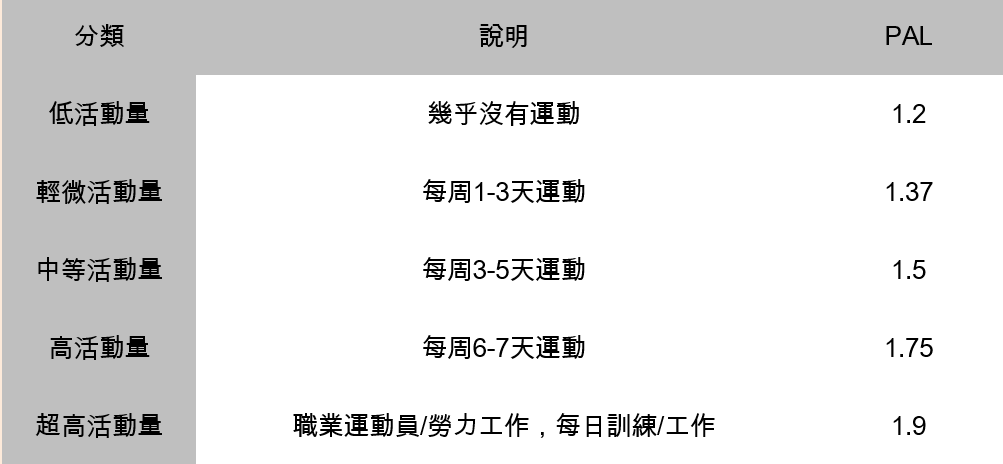 分類 說明 PAL
低活動量 幾乎沒有運動 1.2
輕微活動量 每周1-3天運動 1.37
中等活動量 每周3-5天運動 1.5
高活動量 每周6-7天運動 1.75
超高活動量 職業運動員/勞力工作，每日訓練/工作 1.9